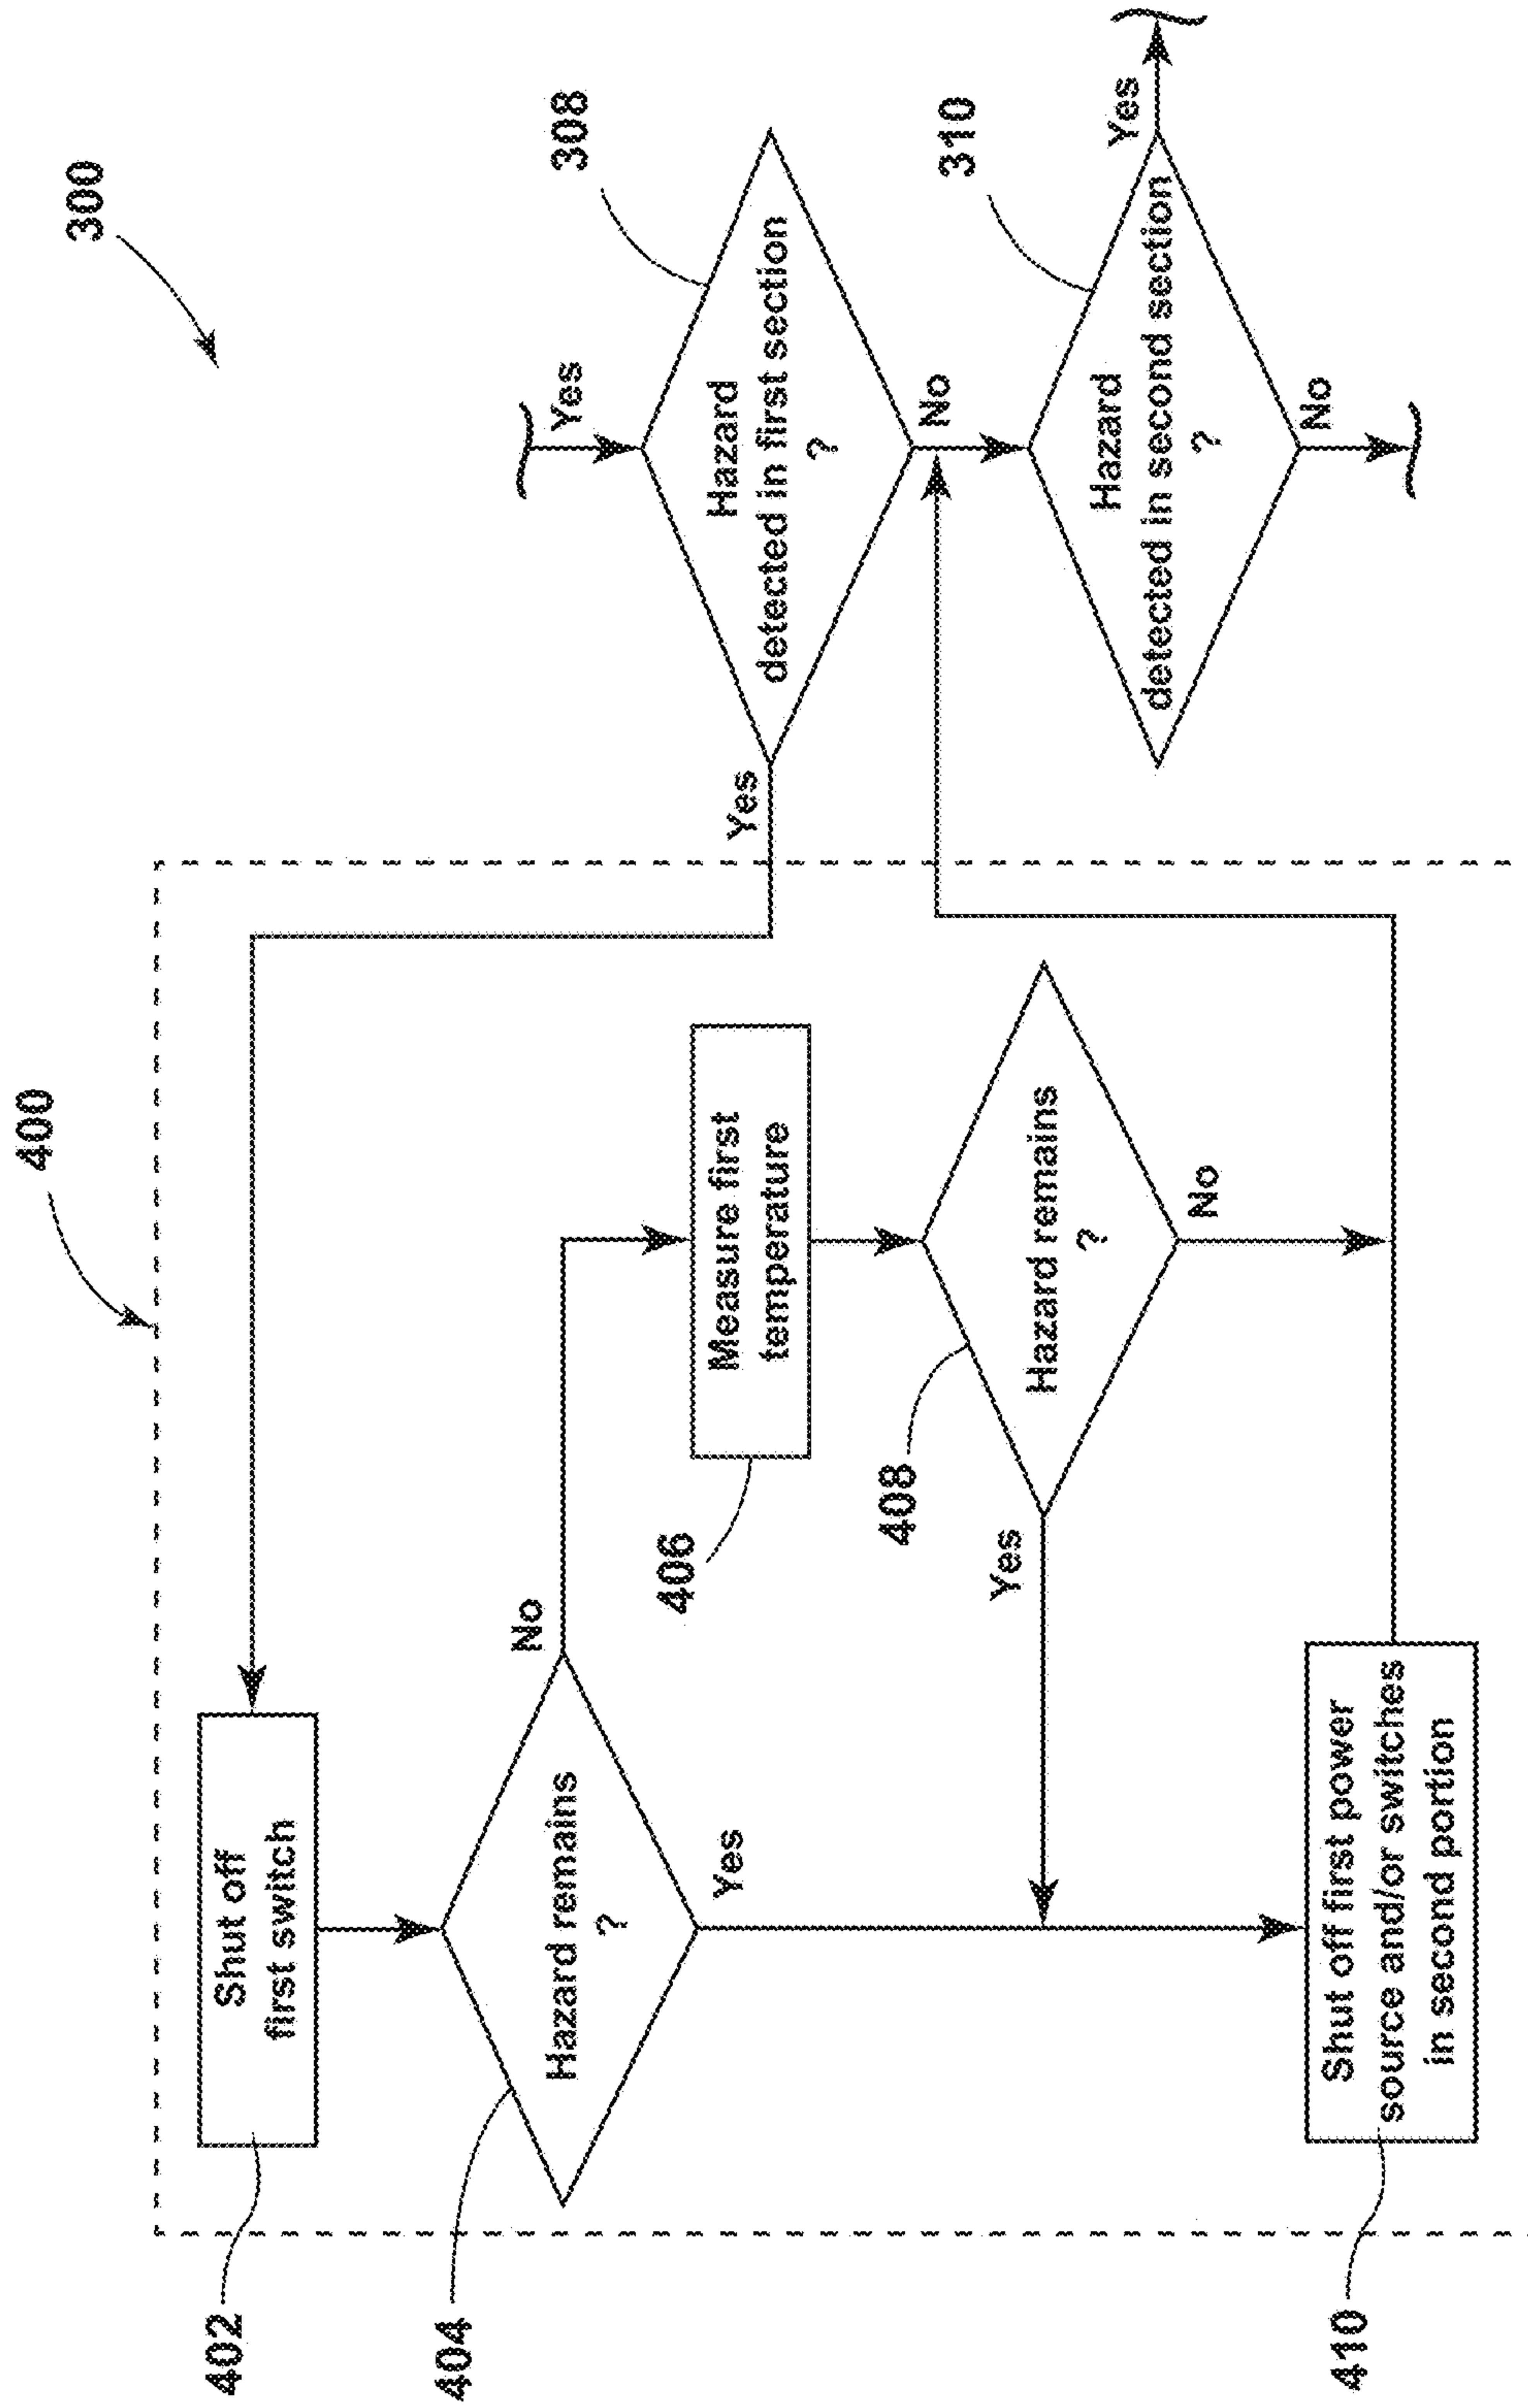 400
300
402
Shut off
first switch
404
Hazard remains
?
No
Yes
406
Measure first
temperature
408
Hazard remains
?
Yes
No
410
Shut off first power
source and/or switches
in second portion
Yes
308
Hazard
detected in first section
?
Yes
No
310
Hazard
detected in second section
?
Yes
No